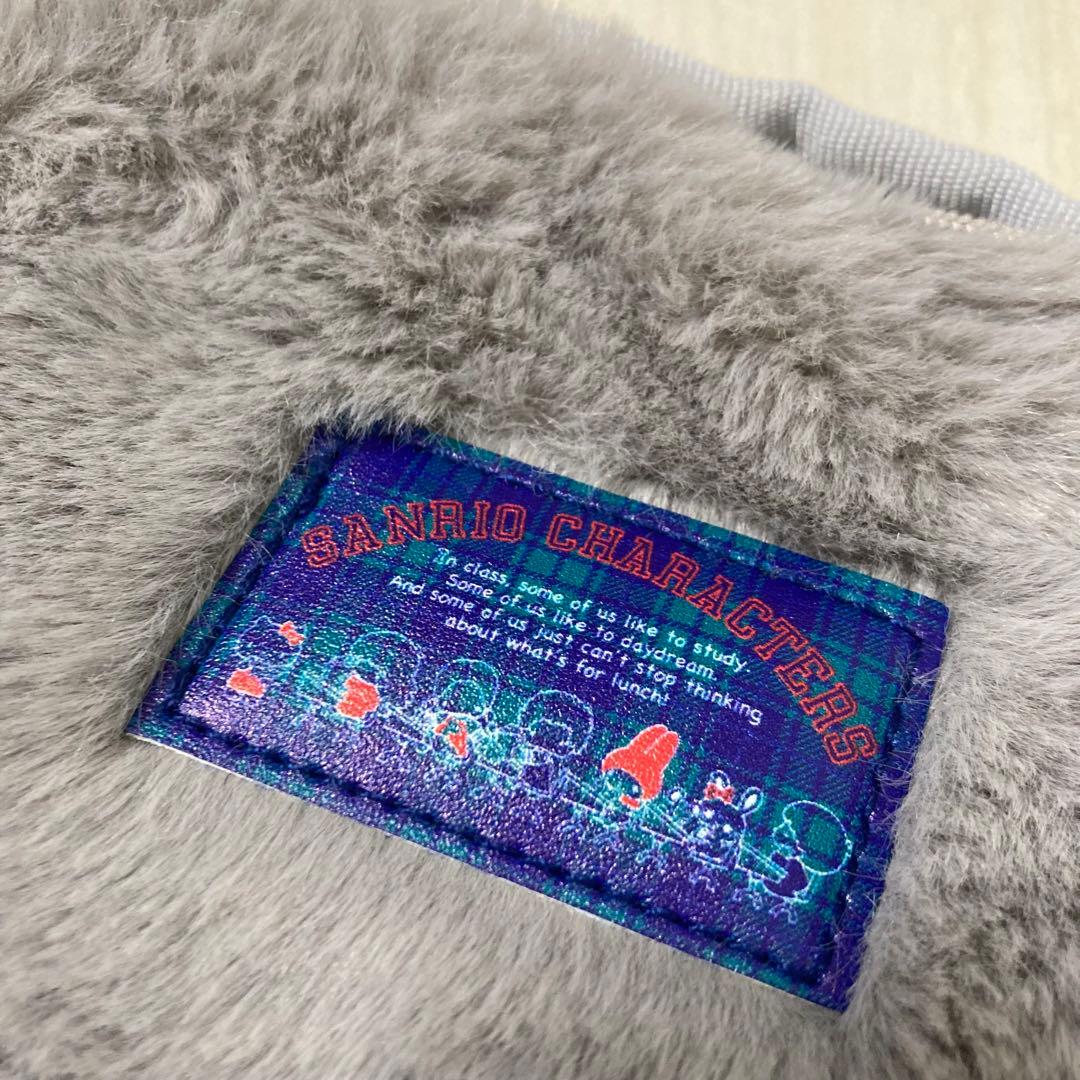 SANRIO CHARACTERS
In class, some of us like to study.
Some of us like to daydream.
And some of us just can't stop thinking
about what's for lunch!